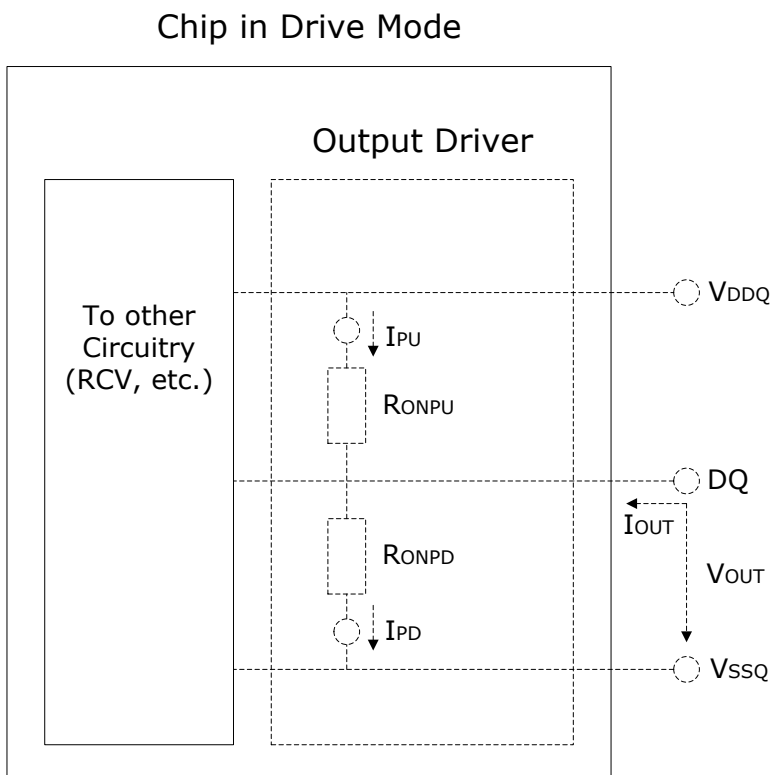 Chip in Drive Mode
Output Driver
To other
Circuitry
(RCV, etc.)
VDDQ
IPU
RONPU
DQ
IOUT
RONPD
VOUT
IPD
VSSQ